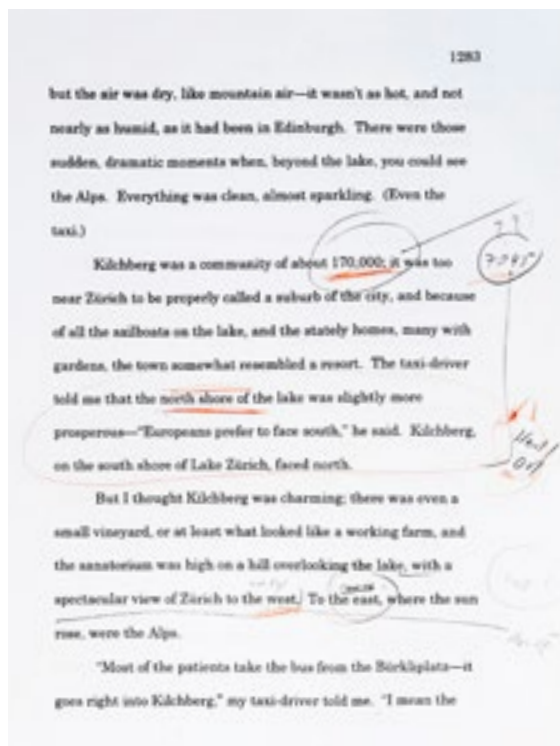 1283
but the air was dry, like mountain air—it wasn't as hot, and not
nearly as humid, as it had been in Edinburgh. There were those
sudden, dramatic moments when, beyond the lake, you could see
the Alps. Everything was clean, almost sparkling. (Even the
taxi.)
??
Kilchberg was a community of about 170,000; it was too
near Zürich to be properly called a suburb of the city, and because
of all the sailboats on the lake, and the stately homes, many with
gardens, the town somewhat resembled a resort. The taxi-driver
told me that the north shore of the lake was slightly more
prosperous—"Europeans prefer to face south," he said. Kilchberg,
on the south shore of Lake Zürich, faced north.
But I thought Kilchberg was charming; there was even a
small vineyard, or at least what looked like a working farm, and
the sanatorium was high on a hill overlooking the lake, with a
spectacular view of Zürich to the west. To the east, where the sun
rose, were the Alps.
"Most of the patients take the bus from the Bürkliplatz—it
goes right into Kilchberg," my taxi-driver told me. "I mean the